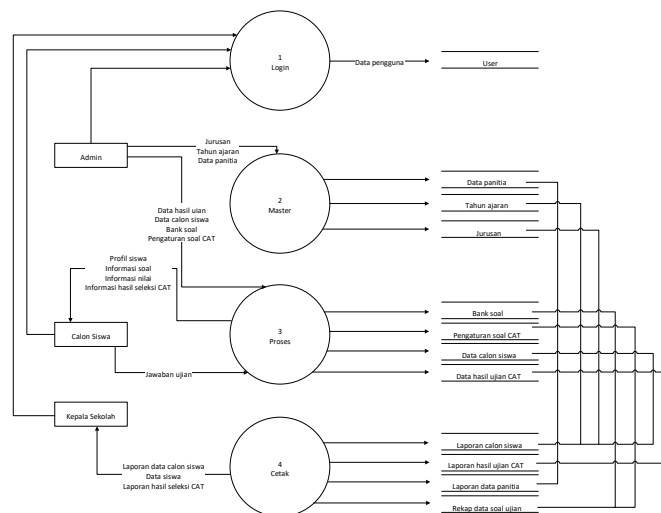 1
Login
Data pengguna
User
Admin
Jurusan
Tahun ajaran
Data panitia
2
Master
Data panitia
Tahun ajaran
Jurusan
Data hasil uian
Data calon siswa
Bank soal
Pengaturan soal CAT
Profil siswa
Informasi soal
Informasi nilai
Informasi hasil seleksi CAT
3
Proses
Bank soal
Pengaturan soal CAT
Data calon siswa
Data hasil ujian CAT
Calon Siswa
Jawaban ujian
Kepala Sekolah
Laporan data calon siswa
Data siswa
Laporan hasil seleksi CAT
4
Cetak
Laporan calon siswa
Laporan hasil ujian CAT
Laporan data panitia
Rekap data soal ujian